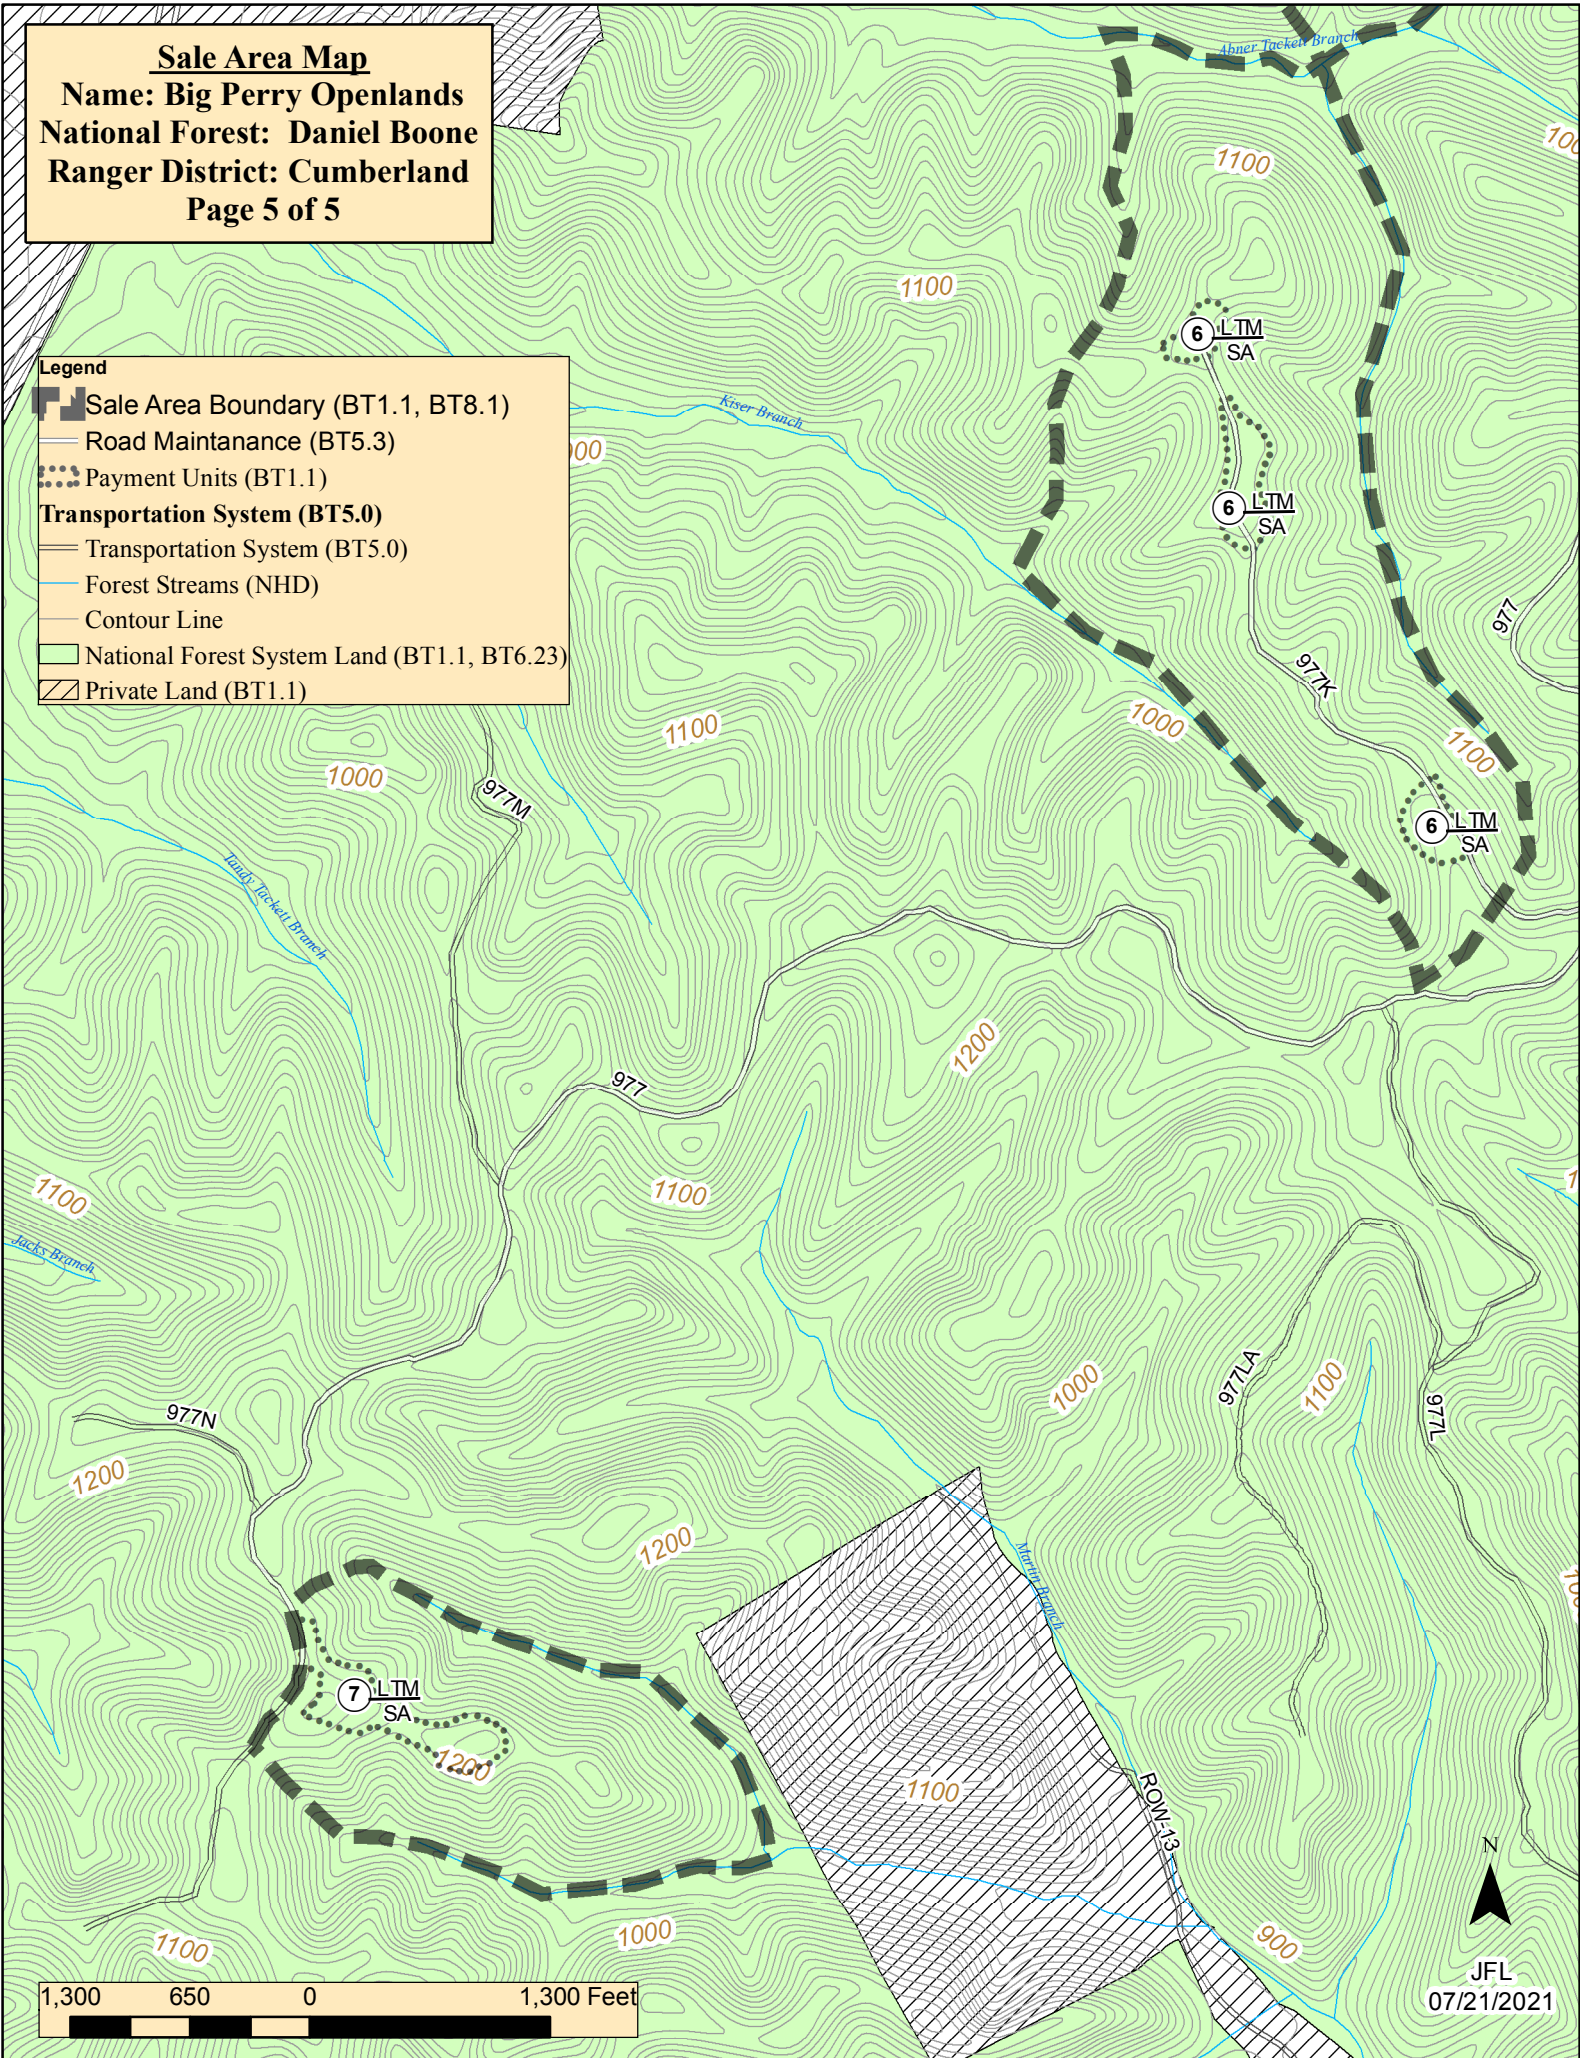 Sale Area Map
Name: Big Perry Openlands
National Forest: Daniel Boone
Ranger District: Cumberland
Page 5 of 5
Abner Tackett Branch
100
1100
1100
6 LTM
SA
Legend
Sale Area Boundary (BT1.1, BT8.1)
Road Maintanance (BT5.3)
Payment Units (BT1.1)
Transportation System (BT5.0)
Transportation System (BT5.0)
Forest Streams (NHD)
Contour Line
National Forest System Land (BT1.1, BT6.23)
Private Land (BT1.1)
Kiser Branch
6 LTM
SA
977
977K
1000
1100
1100
1000
977M
6 LTM
SA
Tandy Tackett Branch
1200
977
1100
1100
Jacks Branch
977LA
1000
1100
977L
977N
1200
1200
Martin Branch
7 LTM
SA
1200
1100
ROW-13
N
1000
1100
900
JFL
07/21/2021
1,300 650 0 1,300 Feet